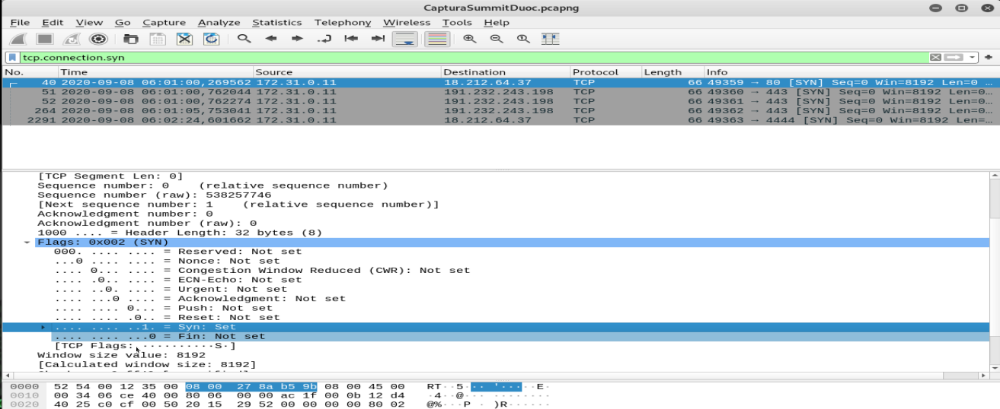 CapturaSummitDuoc.pcapng
File Edit View Go Capture Analyze Statistics Telephony Wireless Tools Help
tcp.connection.syn
No. Time Source Destination Protocol Length Info
40 2020-09-08 06:01:00,269562 172.31.0.11 18.212.64.37 TCP 66 49359 → 80 [SYN] Seq=0 Win=8192 Len=0 ...
51 2020-09-08 06:01:00,762044 172.31.0.11 191.232.243.198 TCP 66 49360 → 443 [SYN] Seq=0 Win=8192 Len=0...
52 2020-09-08 06:01:00,762274 172.31.0.11 191.232.243.198 TCP 66 49361 → 443 [SYN] Seq=0 Win=8192 Len=0...
264 2020-09-08 06:01:05,753041 172.31.0.11 191.232.243.198 TCP 66 49362 → 443 [SYN] Seq=0 Win=8192 Len=0...
2291 2020-09-08 06:02:24,601662 172.31.0.11 18.212.64.37 TCP 66 49363 → 4444 [SYN] Seq=0 Win=8192 Len=...
[TCP Segment Len: 0]
Sequence number: 0 (relative sequence number)
Sequence number (raw): 538257746
[Next sequence number: 1 (relative sequence number)]
Acknowledgment number: 0
Acknowledgment number (raw): 0
1000 .... = Header Length: 32 bytes (8)
Flags: 0x002 (SYN)
000. .... .... = Reserved: Not set
...0 .... .... = Nonce: Not set
.... 0... .... = Congestion Window Reduced (CWR): Not set
.... .0.. .... = ECN-Echo: Not set
.... ..0. .... = Urgent: Not set
.... ...0 .... = Acknowledgment: Not set
.... .... 0... = Push: Not set
.... .... .0.. = Reset: Not set
.... .... ..1. = Syn: Set
.... .... ...0 = Fin: Not set
[TCP Flags: ··········S·]
Window size value: 8192
[Calculated window size: 8192]
0000 52 54 00 12 35 00 08 00 27 8a b5 9b 08 00 45 00 RT··5···'·····E·
0010 00 34 06 ce 40 00 80 06 00 00 ac 1f 00 0b 12 d4 ·4··@···········
0020 40 25 c0 cf 00 50 20 15 29 52 00 00 00 00 80 02 @%···P ·)R······